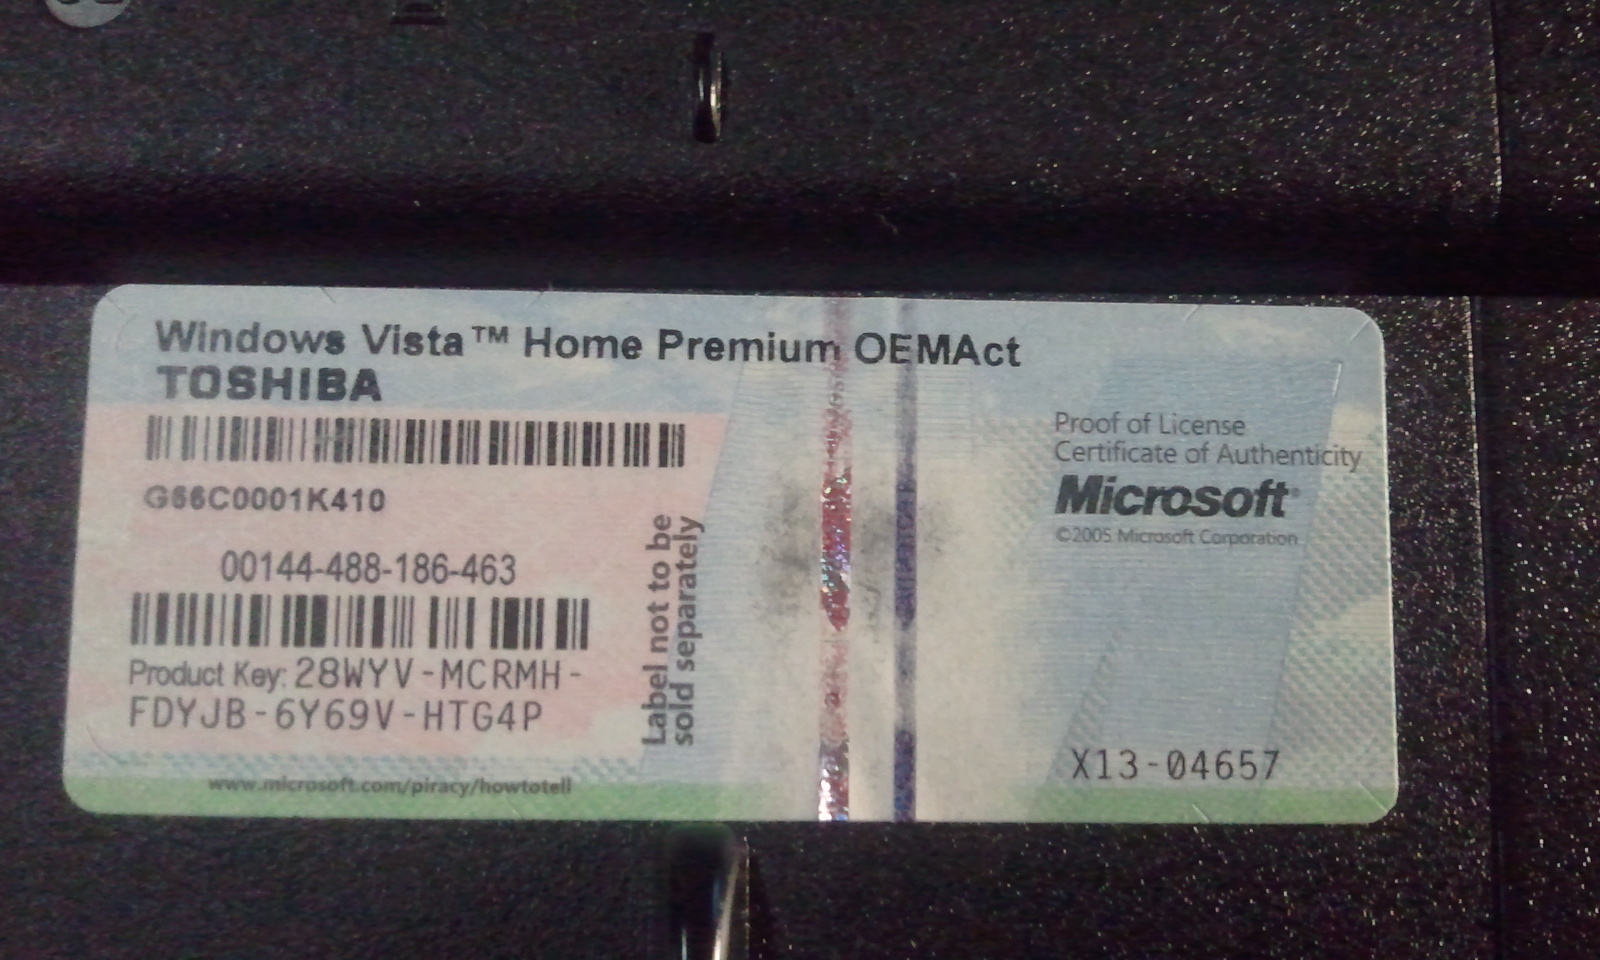 Windows Vista™ Home Premium OEMAct
TOSHIBA
G66C0001K410
00144-488-186-463
Product Key: 28WYV-MCRMH-
FDYJB-6Y69V-HTG4P
www.microsoft.com/piracy/howtotell
Label not to be
sold separately
Proof of License
Certificate of Authenticity
Microsoft®
©2005 Microsoft Corporation
X13-04657